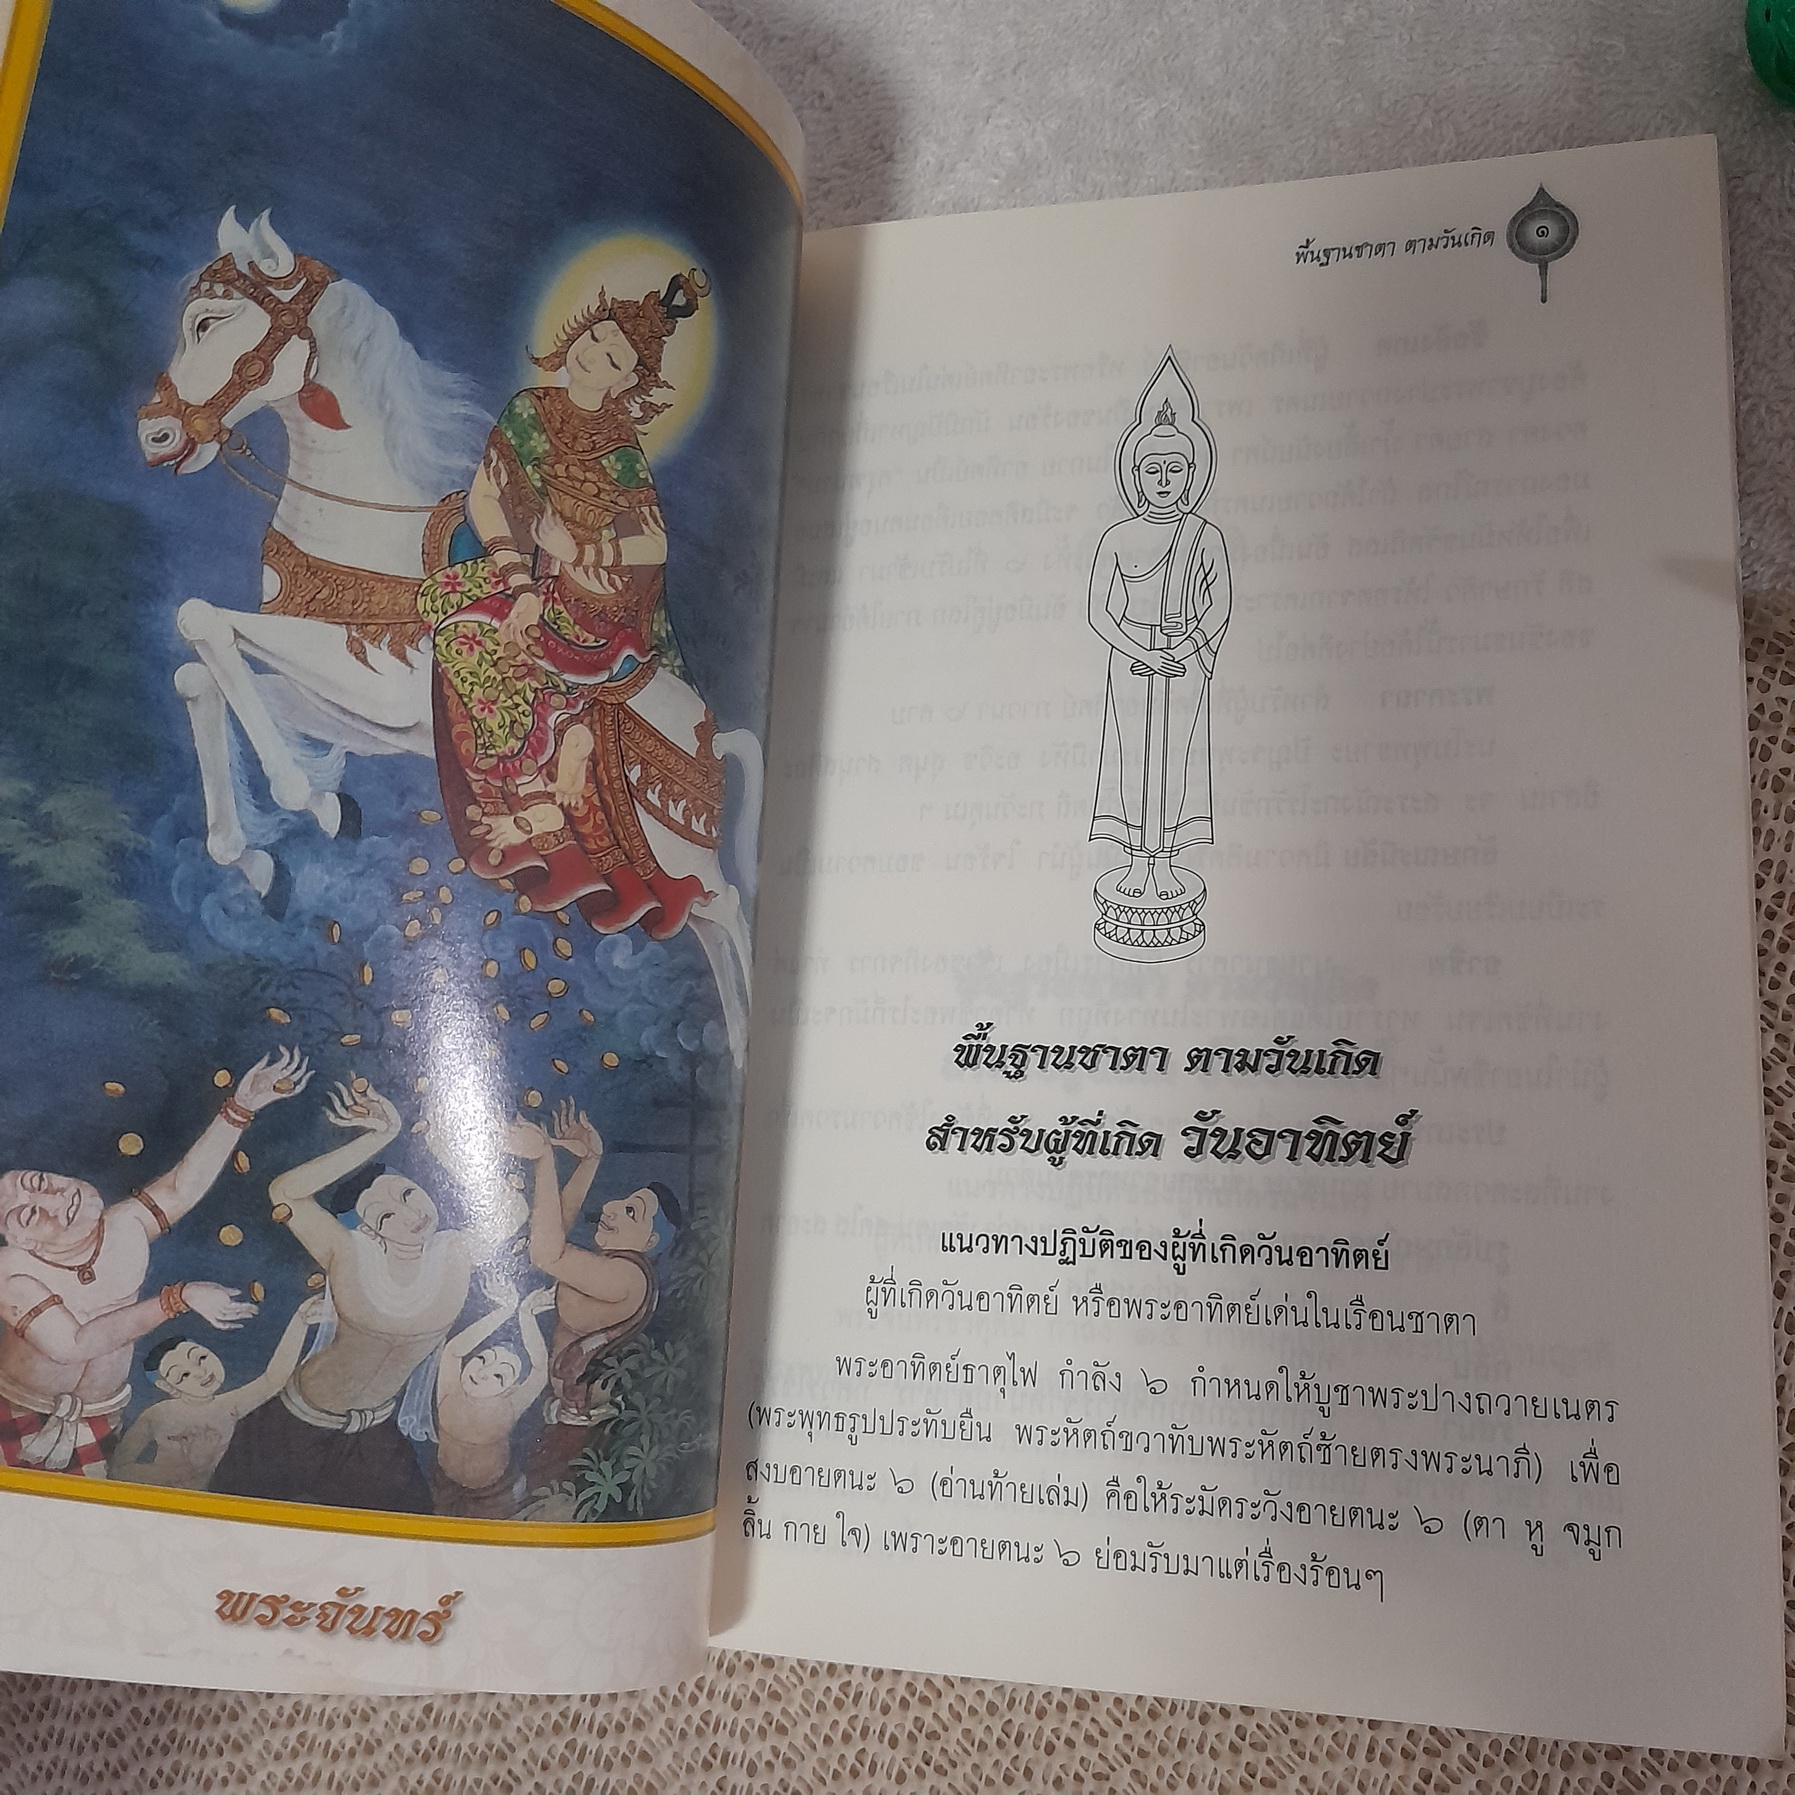 พระจันทร์
พื้นฐานชาตา ตามวันเกิด ๑
พื้นฐานชาตา ตามวันเกิด
สำหรับผู้ที่เกิด วันอาทิตย์
แนวทางปฏิบัติของผู้ที่เกิดวันอาทิตย์
ผู้ที่เกิดวันอาทิตย์ หรือพระอาทิตย์เด่นในเรือนชาตา
พระอาทิตย์ธาตุไฟ กำลัง ๖ กำหนดให้บูชาพระปางถวายเนตร
(พระพุทธรูปประทับยืน พระหัตถ์ขวาทับพระหัตถ์ซ้ายตรงพระนาภี) เพื่อ
สงบอายตนะ ๖ (อ่านท้ายเล่ม) คือให้ระมัดระวังอายตนะ ๖ (ตา หู จมูก
ลิ้น กาย ใจ) เพราะอายตนะ ๖ ย่อมรับมาแต่เรื่องร้อนๆ